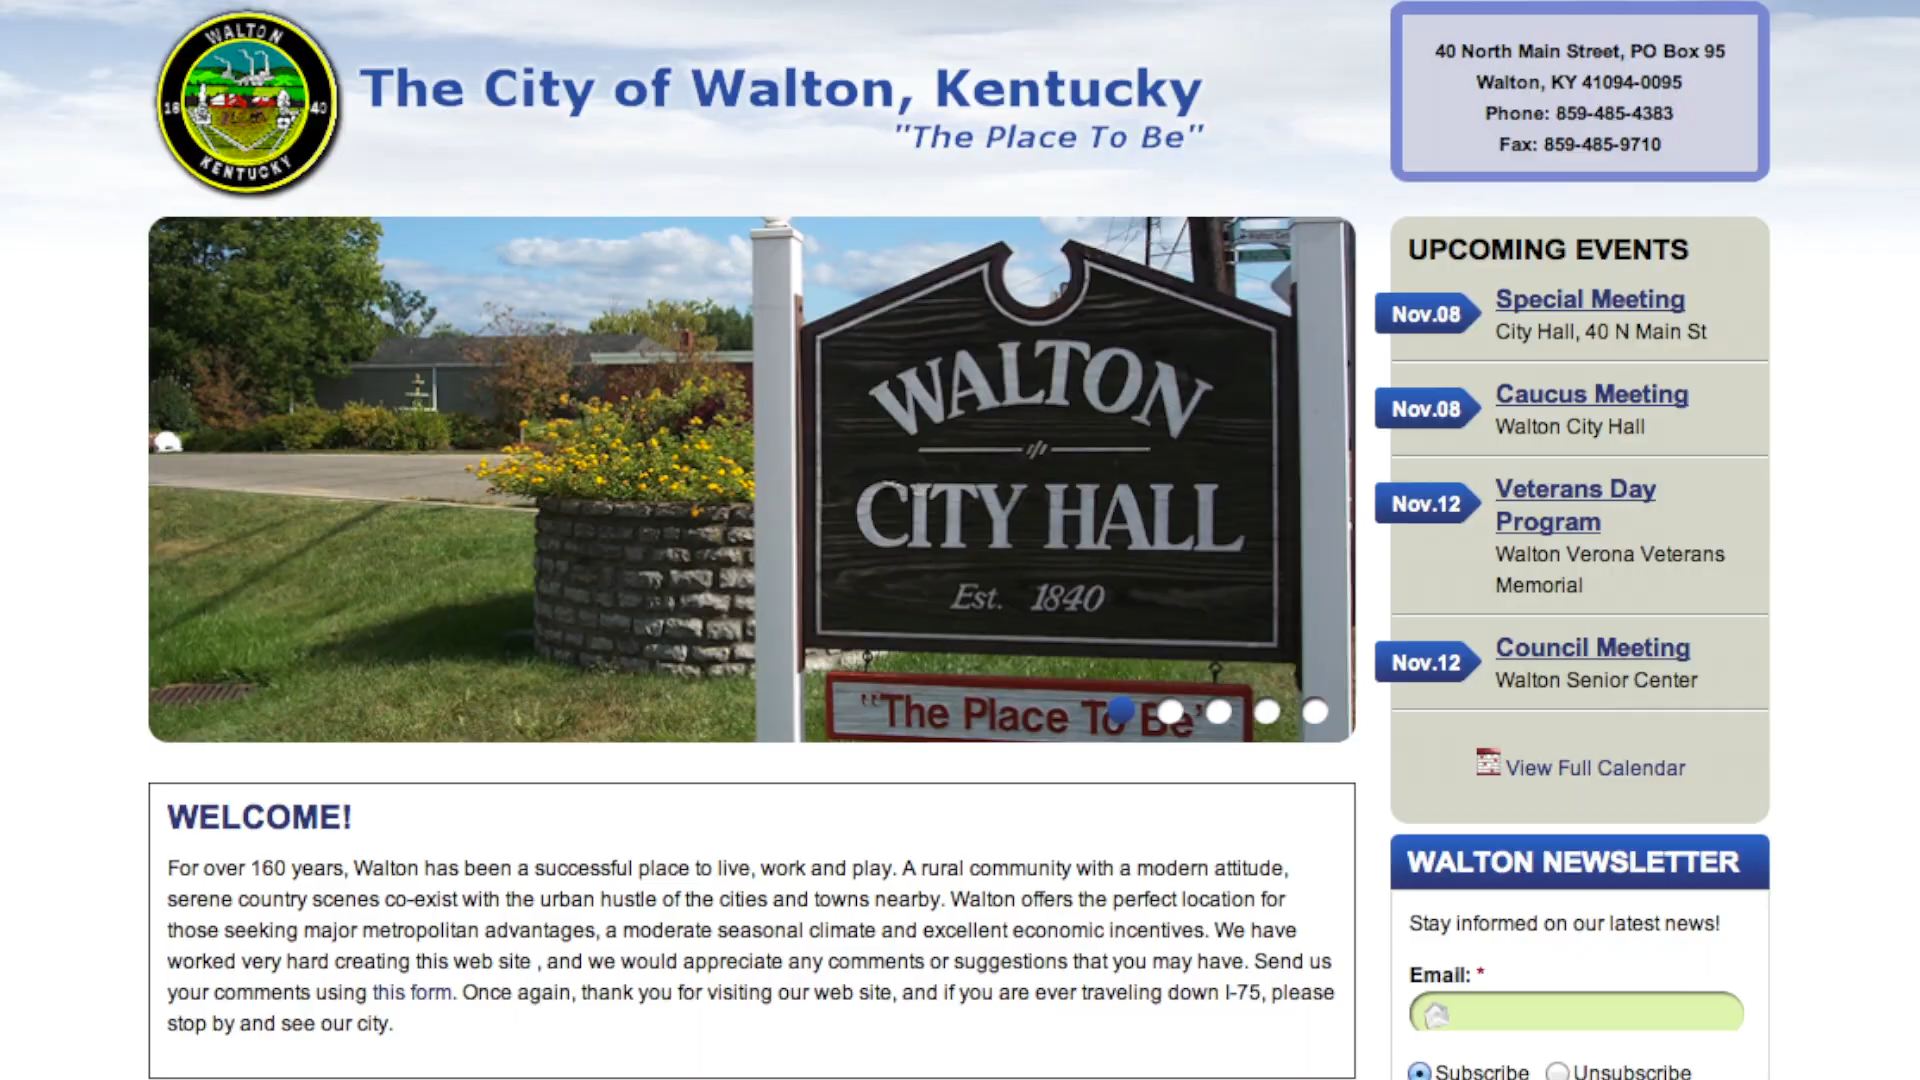 WALTON
18 40
KENTUCKY
The City of Walton, Kentucky
"The Place To Be"
40 North Main Street, PO Box 95
Walton, KY 41094-0095
Phone: 859-485-4383
Fax: 859-485-9710
WALTON
CITY HALL
Est. 1840
"The Place To Be"
UPCOMING EVENTS
Nov.08
Special Meeting
City Hall, 40 N Main St
Nov.08
Caucus Meeting
Walton City Hall
Nov.12
Veterans Day
Program
Walton Verona Veterans
Memorial
Nov.12
Council Meeting
Walton Senior Center
View Full Calendar
WELCOME!
For over 160 years, Walton has been a successful place to live, work and play. A rural community with a modern attitude,
serene country scenes co-exist with the urban hustle of the cities and towns nearby. Walton offers the perfect location for
those seeking major metropolitan advantages, a moderate seasonal climate and excellent economic incentives. We have
worked very hard creating this web site , and we would appreciate any comments or suggestions that you may have. Send us
your comments using this form. Once again, thank you for visiting our web site, and if you are ever traveling down I-75, please
stop by and see our city.
WALTON NEWSLETTER
Stay informed on our latest news!
Email: *
Subscribe Unsubscribe